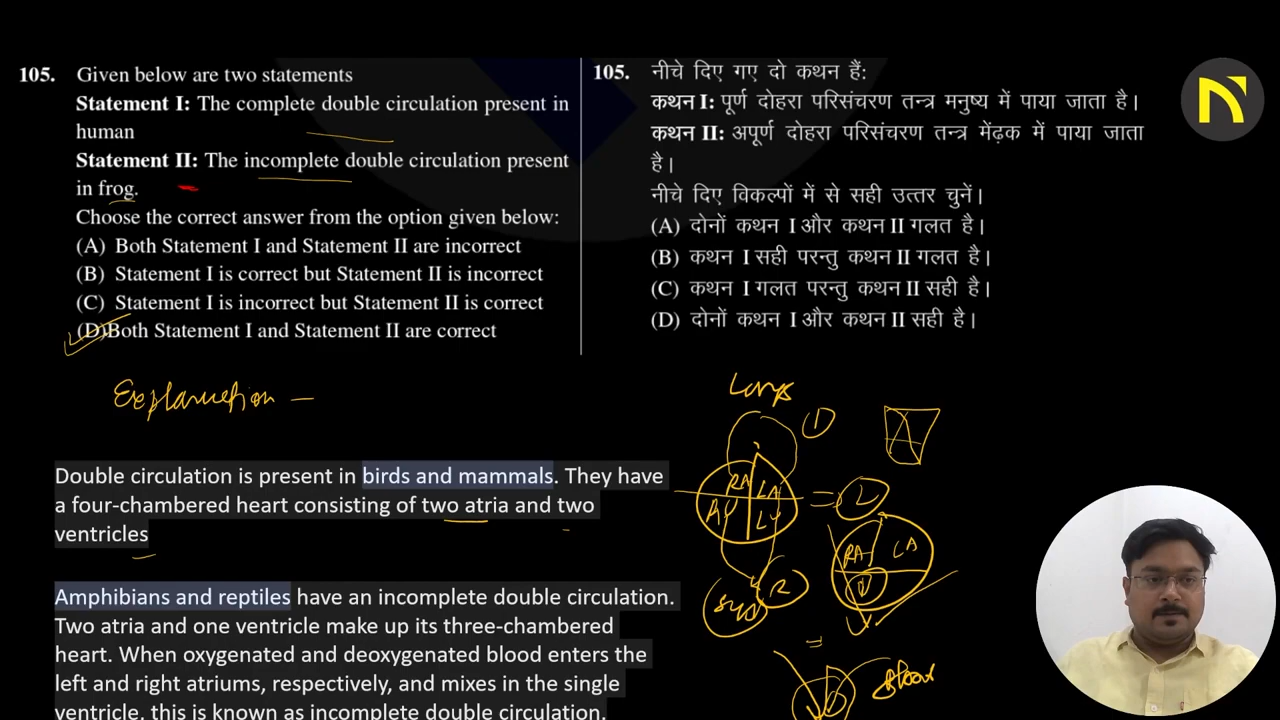 105. Given below are two statements
Statement I: The complete double circulation present in
human
Statement II: The incomplete double circulation present
in frog.
Choose the correct answer from the option given below:
(A) Both Statement I and Statement II are incorrect
(B) Statement I is correct but Statement II is incorrect
(C) Statement I is incorrect but Statement II is correct
(D) Both Statement I and Statement II are correct
105. नीचे दिए गए दो कथन हैं:
कथन I: पूर्ण दोहरा परिसंचरण तन्त्र मनुष्य में पाया जाता है।
कथन II: अपूर्ण दोहरा परिसंचरण तन्त्र मेंढ़क में पाया जाता
है।
नीचे दिए विकल्पों में से सही उत्तर चुनें।
(A) दोनों कथन I और कथन II गलत है।
(B) कथन I सही परन्तु कथन II गलत है।
(C) कथन I गलत परन्तु कथन II सही है।
(D) दोनों कथन I और कथन II सही है।
N
Explanation –
Double circulation is present in birds and mammals. They have
a four-chambered heart consisting of two atria and two
ventricles
Amphibians and reptiles have an incomplete double circulation.
Two atria and one ventricle make up its three-chambered
heart. When oxygenated and deoxygenated blood enters the
left and right atriums, respectively, and mixes in the single
ventricle, this is known as incomplete double circulation.
Lungs
1
RA LA
LV
= 2
RA LA
V
2
=